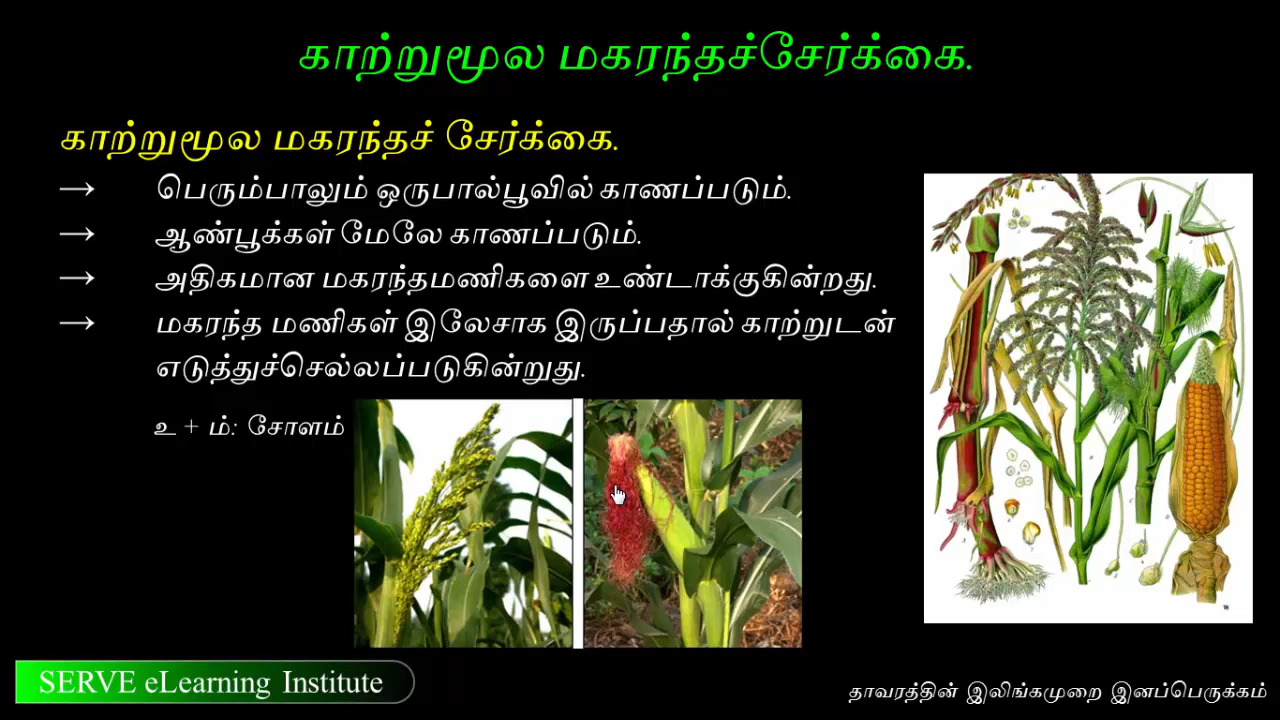 காற்றுமூல மகரந்தச்சேர்க்கை.
காற்றுமூல மகரந்தச் சேர்க்கை.
→ பெரும்பாலும் ஒருபால்பூவில் காணப்படும்.
→ ஆண்பூக்கள் மேலே காணப்படும்.
→ அதிகமான மகரந்தமணிகளை உண்டாக்குகின்றது.
→ மகரந்த மணிகள் இலேசாக இருப்பதால் காற்றுடன்
எடுத்துச்செல்லப்படுகின்றுது.
உ + ம்: சோளம்
SERVE eLearning Institute
தாவரத்தின் இலிங்கமுறை இனப்பெருக்கம்